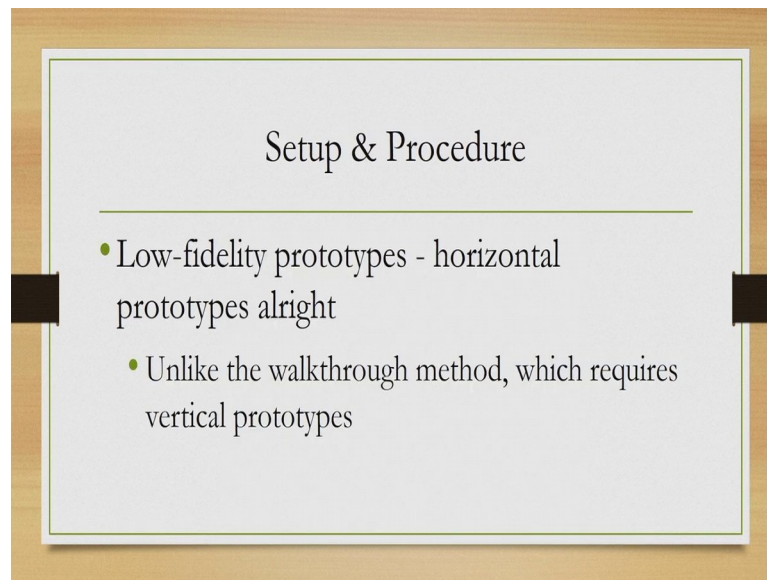 Setup & Procedure
• Low-fidelity prototypes - horizontal
prototypes alright
• Unlike the walkthrough method, which requires
vertical prototypes